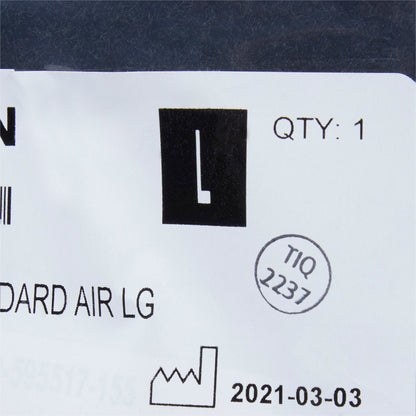 N
L
QTY: 1
TIQ
2237
DARD AIR LG
2021-03-03